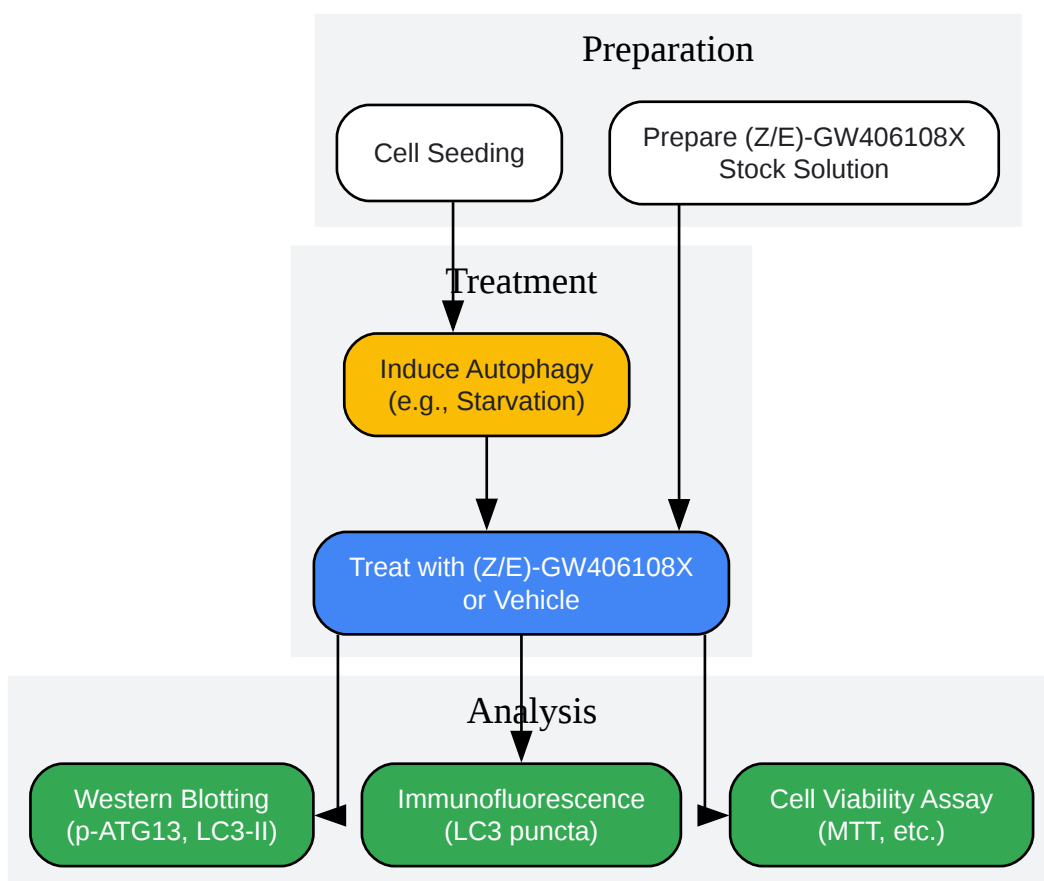 Preparation
Cell Seeding
Prepare (Z/E)-GW406108X
Stock Solution
Treatment
Induce Autophagy
(e.g., Starvation)
Treat with (Z/E)-GW406108X
or Vehicle
Analysis
Western Blotting
(p-ATG13, LC3-II)
Immunofluorescence
(LC3 puncta)
Cell Viability Assay
(MTT, etc.)